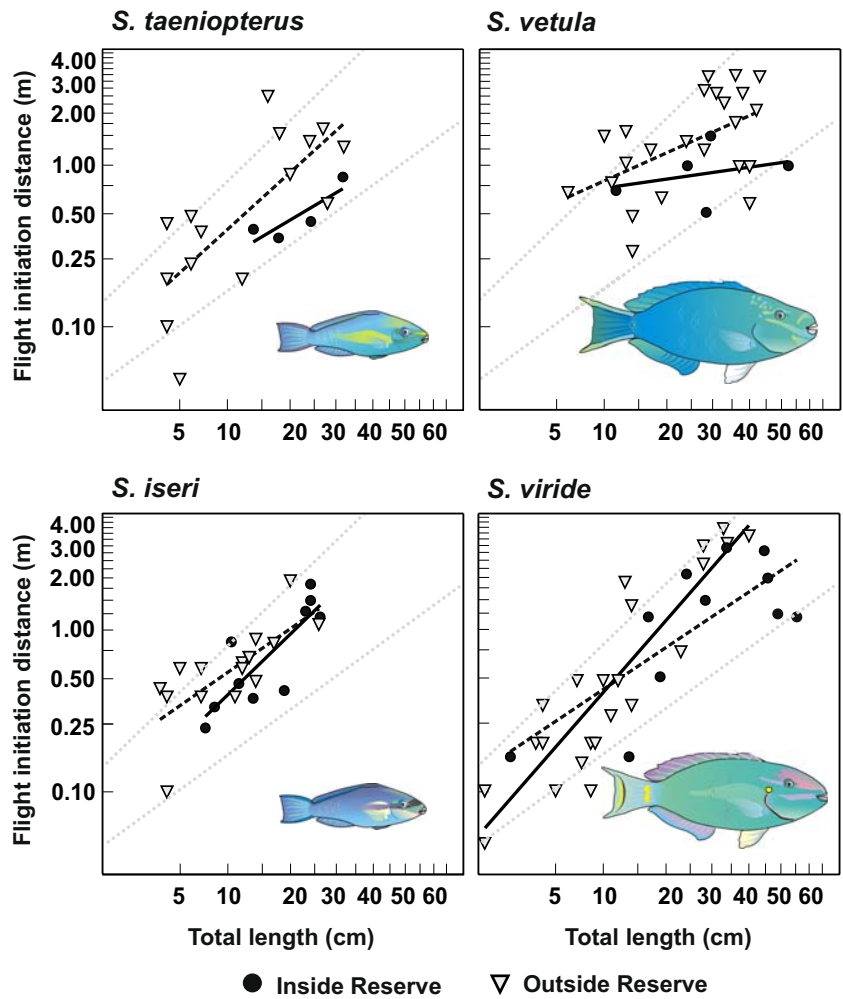 S. taeniopterus
S. vetula
Flight initiation distance (m)
4.00
3.00
2.00
1.00
0.50
0.25
0.10
5 10 20 30 40 50 60
5 10 20 30 40 50 60
S. iseri
S. viride
Flight initiation distance (m)
4.00
3.00
2.00
1.00
0.50
0.25
0.10
5 10 20 30 40 50 60
5 10 20 30 40 50 60
Total length (cm)
Total length (cm)
Inside Reserve
Outside Reserve